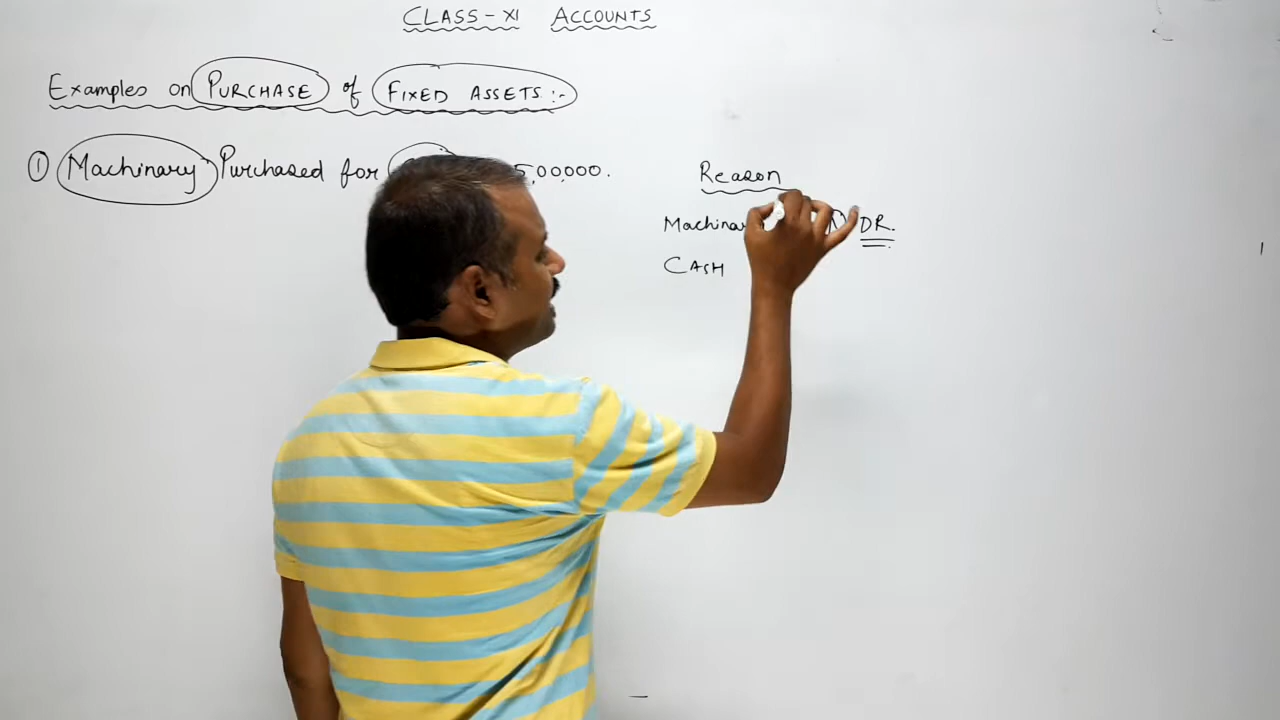 CLASS-XI ACCOUNTS
Examples on PURCHASE of FIXED ASSETS:-
① Machinary Purchased for 5,00,000.
Reason
DR.
CASH